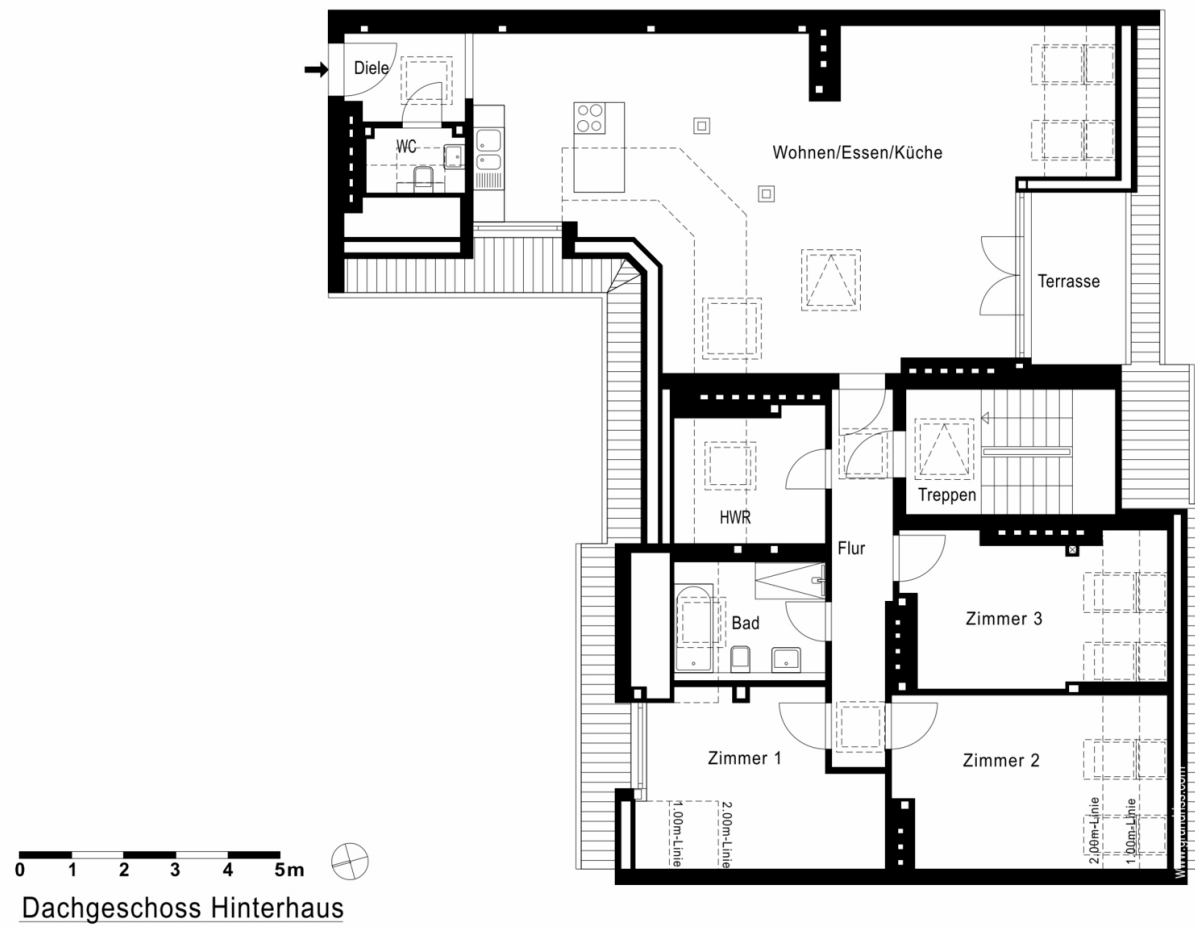 Diele
WC
Wohnen/Essen/Küche
Terrasse
Treppen
HWR
Flur
Bad
Zimmer 3
Zimmer 1
Zimmer 2
1.00m-Linie
2.00m-Linie
2.00m-Linie
1.00m-Linie
0 1 2 3 4 5m
Dachgeschoss Hinterhaus